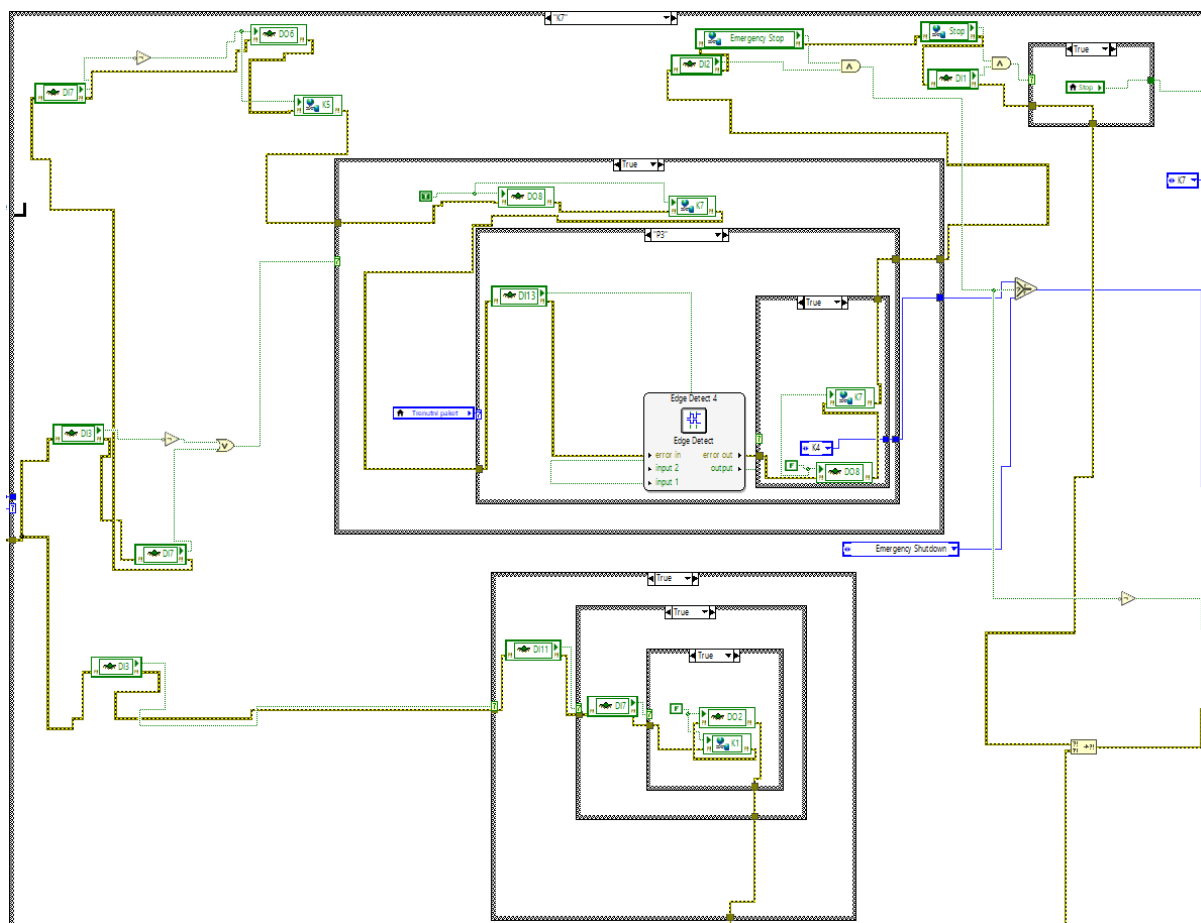 "K7"
DO6
DI7
K5
Emergency Stop
DI2
Stop
DI1
True
Stop
K7
True
T
DO8
K7
"P3"
DI13
True
Trenutni paket
Edge Detect 4
Edge Detect
error in
error out
input 2
output
input 1
K7
K4
F
DO8
DI3
DI7
Emergency Shutdown
True
True
True
DI3
DI11
DI7
F
DO2
K1